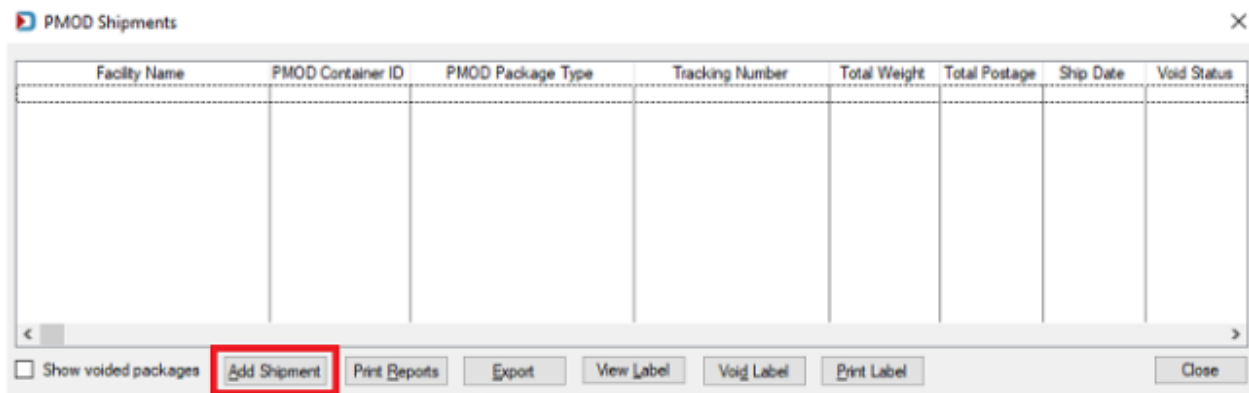 PMOD Shipments
Facility Name PMOD Container ID PMOD Package Type Tracking Number Total Weight Total Postage Ship Date Void Status
Show voided packages Add Shipment Print Reports Export View Label Void Label Print Label Close